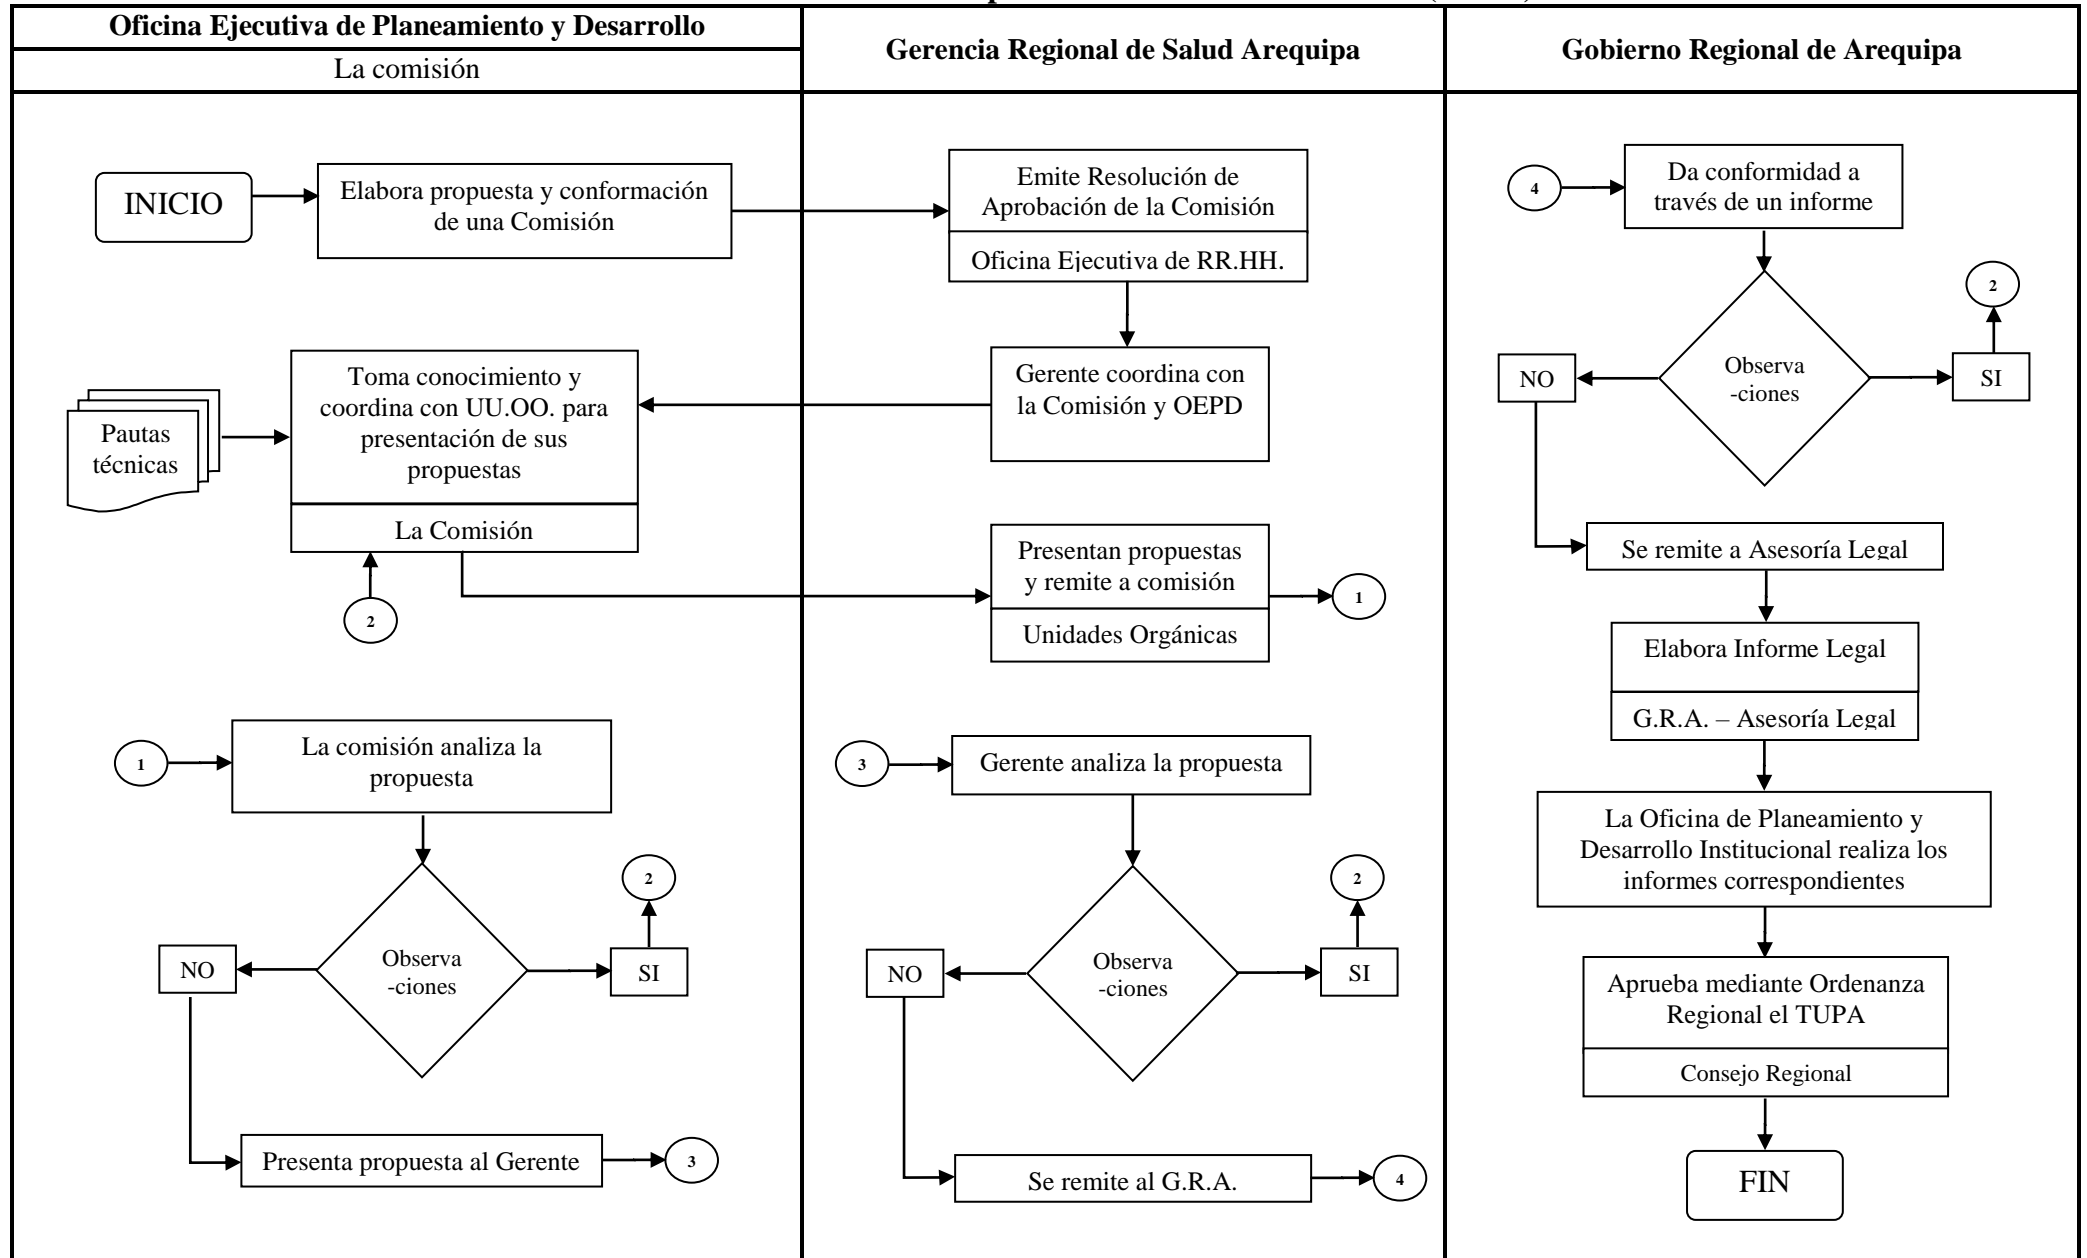 Oficina Ejecutiva de Planeamiento y Desarrollo
La comisión
Gerencia Regional de Salud Arequipa
Gobierno Regional de Arequipa
INICIO
Elabora propuesta y conformación
de una Comisión
Pautas
técnicas
Toma conocimiento y
coordina con UU.OO. para
presentación de sus
propuestas
La Comisión
2
1
La comisión analiza la
propuesta
Observa
-ciones
2
NO
SI
Presenta propuesta al Gerente
3
Emite Resolución de
Aprobación de la Comisión
Oficina Ejecutiva de RR.HH.
Gerente coordina con
la Comisión y OEPD
Presentan propuestas
y remite a comisión
Unidades Orgánicas
1
3
Gerente analiza la propuesta
Observa
-ciones
2
NO
SI
Se remite al G.R.A.
4
4
Da conformidad a
través de un informe
2
Observa
-ciones
NO
SI
Se remite a Asesoría Legal
Elabora Informe Legal
G.R.A. – Asesoría Legal
La Oficina de Planeamiento y
Desarrollo Institucional realiza los
informes correspondientes
Aprueba mediante Ordenanza
Regional el TUPA
Consejo Regional
FIN